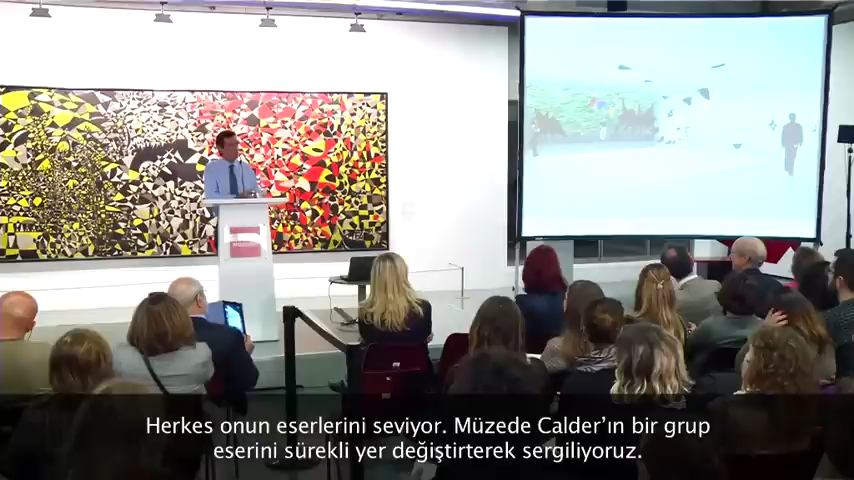 Herkes onun eserlerini seviyor. Müzede Calder’ın bir grup
eserini sürekli yer değiştirterek sergiliyoruz.